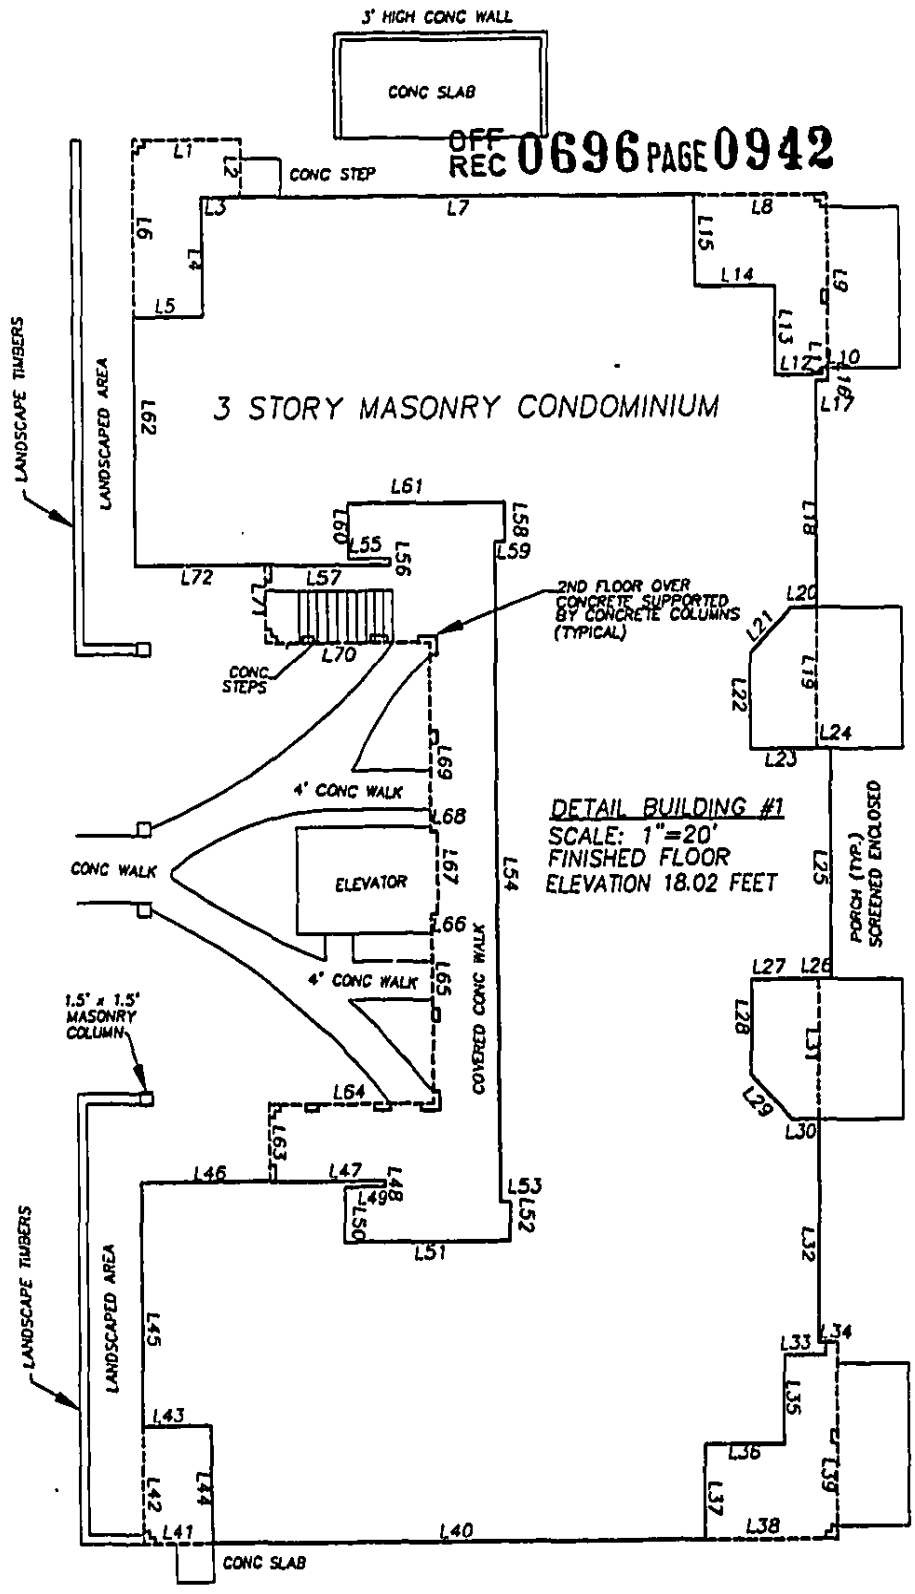 3' HIGH CONC WALL
CONC SLAB
OFF
REC 0696 PAGE 0942
L1
L2
CONC STEP
L3
L7
L8
L6
L4
L15
L9
L5
L14
L13
L11
L10
L12
L16
L17
LANDSCAPE TIMBERS
LANDSCAPED AREA
L62
3 STORY MASONRY CONDOMINIUM
L61
L60
L58
L18
L55
L56
L59
L72
L57
L71
2ND FLOOR OVER
CONCRETE SUPPORTED
BY CONCRETE COLUMNS
(TYPICAL)
L20
L21
L70
CONC
STEPS
L19
L22
L24
L23
L69
4' CONC WALK
L68
DETAIL BUILDING #1
SCALE: 1"=20'
FINISHED FLOOR
ELEVATION 18.02 FEET
CONC WALK
ELEVATOR
L67
L54
L25
PORCH (TYP.)
SCREENED ENCLOSED
L66
4' CONC WALK
L65
COVERED CONC WALK
L27
L26
1.5' x 1.5'
MASONRY
COLUMN
L28
L31
L64
L29
L30
L63
L46
L47
L48
L49
L53
L50
L52
L51
L32
LANDSCAPE TIMBERS
LANDSCAPED AREA
L45
L34
L33
L35
L43
L36
L42
L44
L37
L39
L41
L40
L38
CONC SLAB